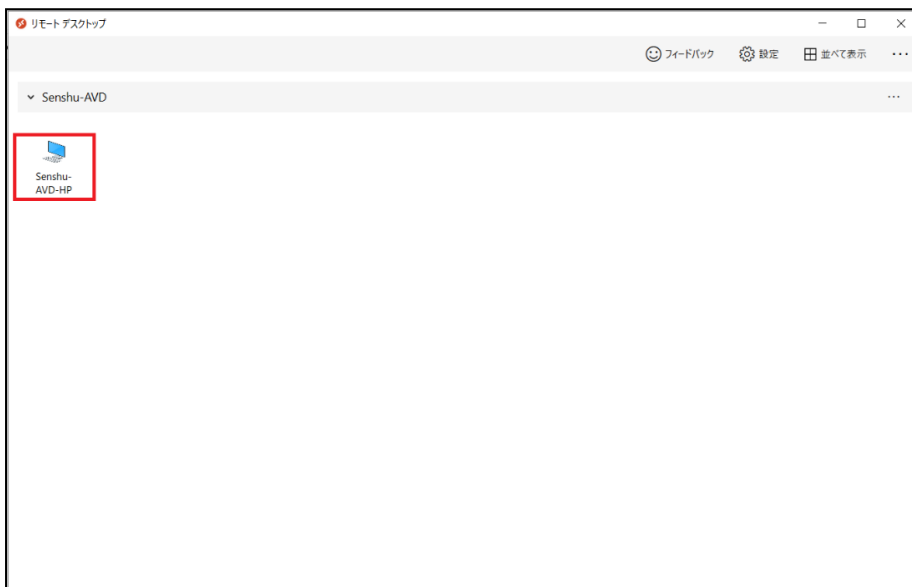 リモート デスクトップ
フィードバック 設定 並べて表示 ...
Senshu-AVD ...
Senshu-
AVD-HP